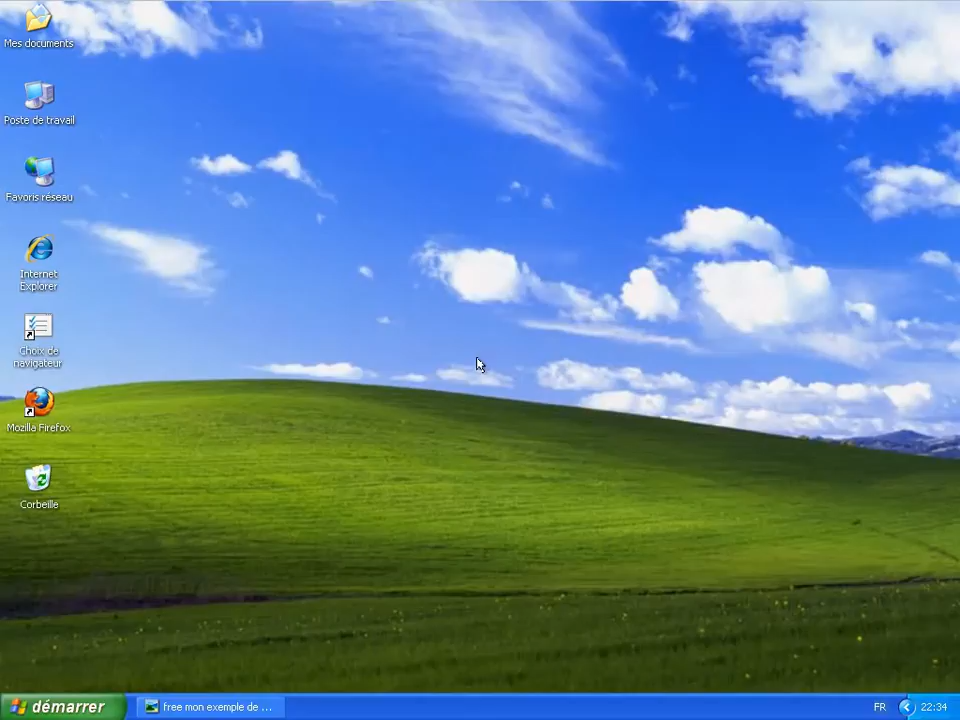 Mes documents
Poste de travail
Favoris réseau
Internet
Explorer
Choix de
navigateur
Mozilla Firefox
Corbeille
démarrer
free mon exemple de ...
FR
22:34